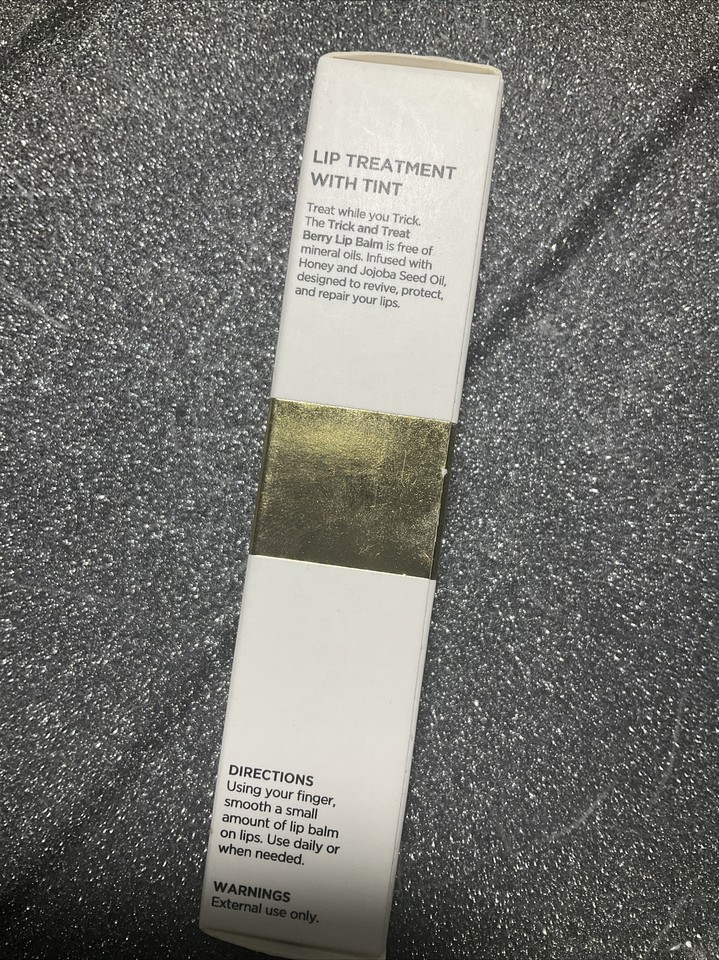 LIP TREATMENT
WITH TINT
Treat while you Trick.
The Trick and Treat
Berry Lip Balm is free of
mineral oils. Infused with
Honey and Jojoba Seed Oil,
designed to revive, protect,
and repair your lips.
DIRECTIONS
Using your finger,
smooth a small
amount of lip balm
on lips. Use daily or
when needed.
WARNINGS
External use only.